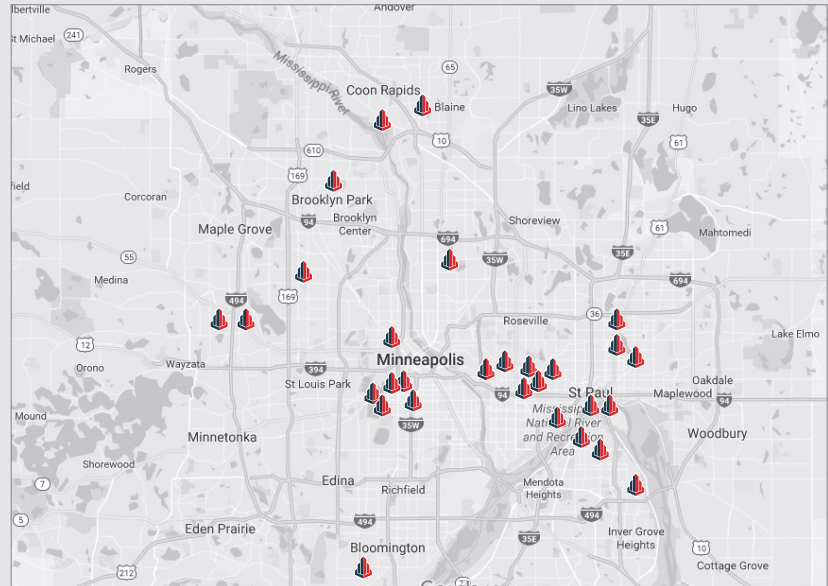 lbertville
Andover
241
St Michael
Rogers
65
Mississippi River
Coon Rapids
35W
Blaine
Lino Lakes
Hugo
35E
10
61
610
169
field
Corcoran
Brooklyn Park
94
Brooklyn
Center
Shoreview
61
Maple Grove
Mahtomedi
694
55
35W
35E
Medina
694
494
169
36
Roseville
12
Minneapolis
Lake Elmo
Orono
Wayzata
394
St Louis Park
94
St Paul
Oakdale
Maplewood
94
Mound
35W
Mississippi
National River
and Recreation
Area
Minnetonka
Woodbury
Shorewood
7
Edina
Richfield
Mendota
Heights
5
Eden Prairie
494
494
35E
Inver Grove
Heights
Bloomington
10
212
Cottage Grove